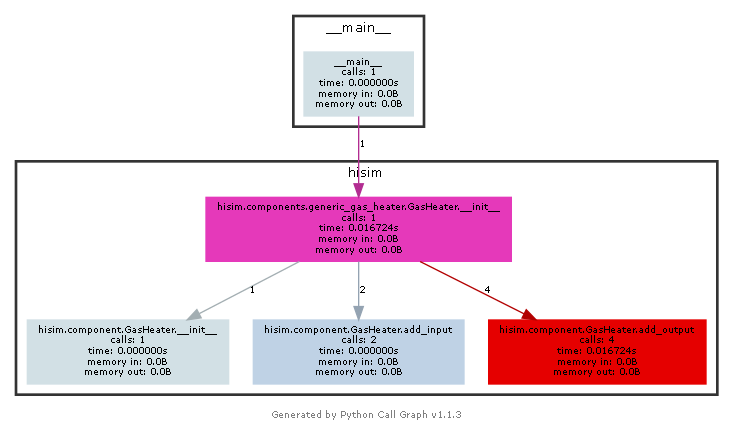 __main__
__main__
calls: 1
time: 0.000000s
memory in: 0.0B
memory out: 0.0B
1
hisim
hisim.components.generic_gas_heater.GasHeater.__init__
calls: 1
time: 0.016724s
memory in: 0.0B
memory out: 0.0B
1
2
4
hisim.component.GasHeater.__init__
calls: 1
time: 0.000000s
memory in: 0.0B
memory out: 0.0B
hisim.component.GasHeater.add_input
calls: 2
time: 0.000000s
memory in: 0.0B
memory out: 0.0B
hisim.component.GasHeater.add_output
calls: 4
time: 0.016724s
memory in: 0.0B
memory out: 0.0B
Generated by Python Call Graph v1.1.3